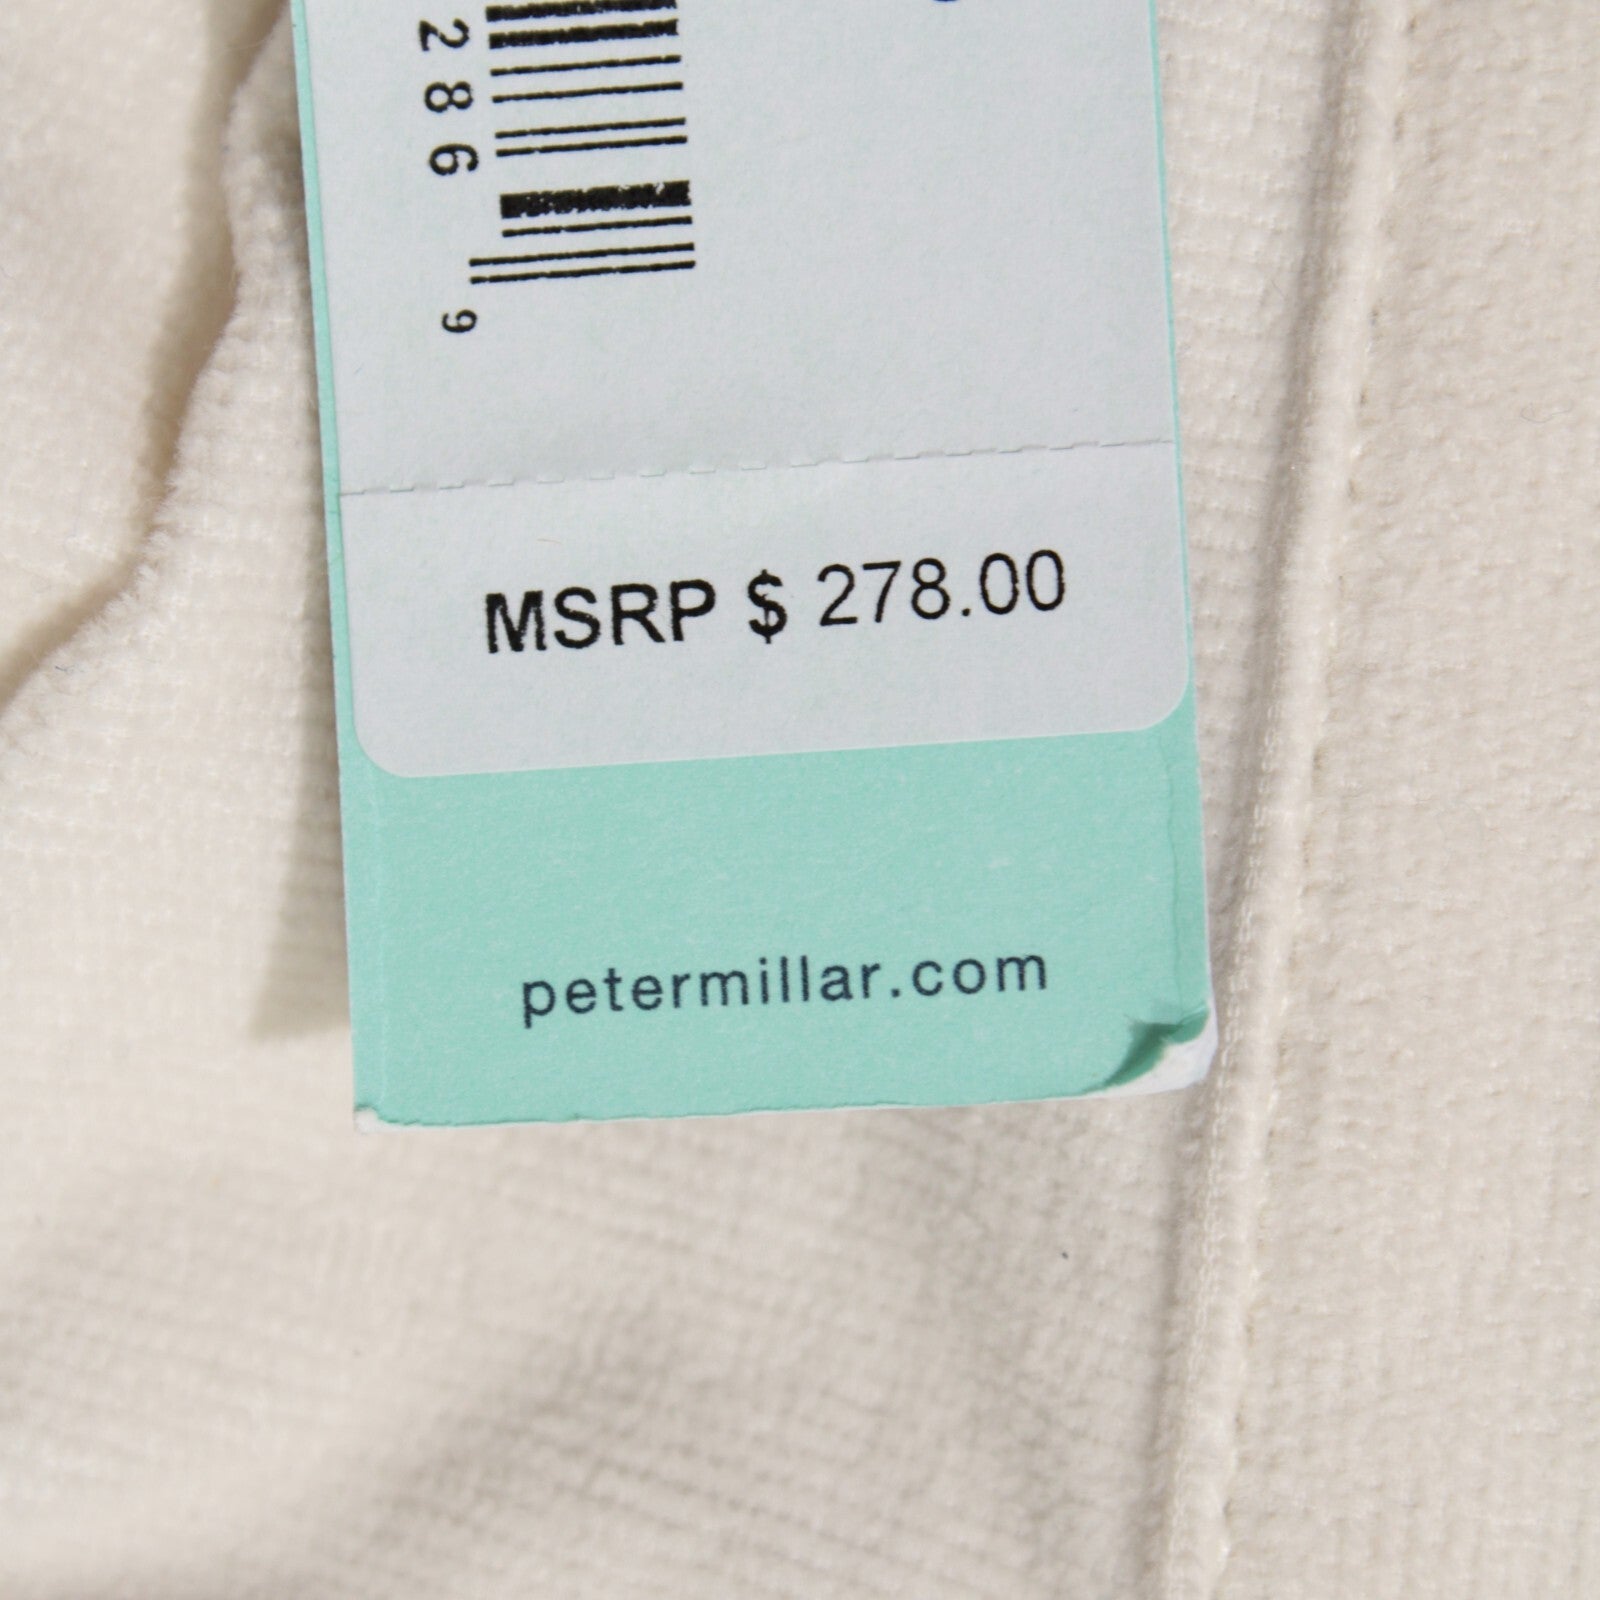 286
9
MSRP $ 278.00
petermillar.com